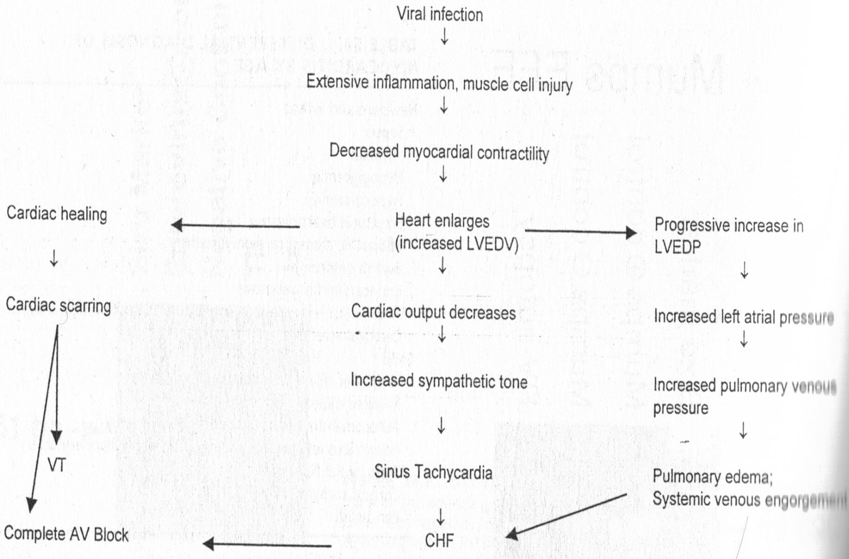 Viral infection
↓
Extensive inflammation, muscle cell injury
↓
Decreased myocardial contractility
↓
Cardiac healing
Heart enlarges
(increased LVEDV)
Progressive increase in
LVEDP
↓
↓
↓
Cardiac scarring
Cardiac output decreases
Increased left atrial pressure
↓
↓
Increased sympathetic tone
Increased pulmonary venous
pressure
↓
↓
VT
Sinus Tachycardia
Pulmonary edema;
Systemic venous engorgement
↓
Complete AV Block
CHF